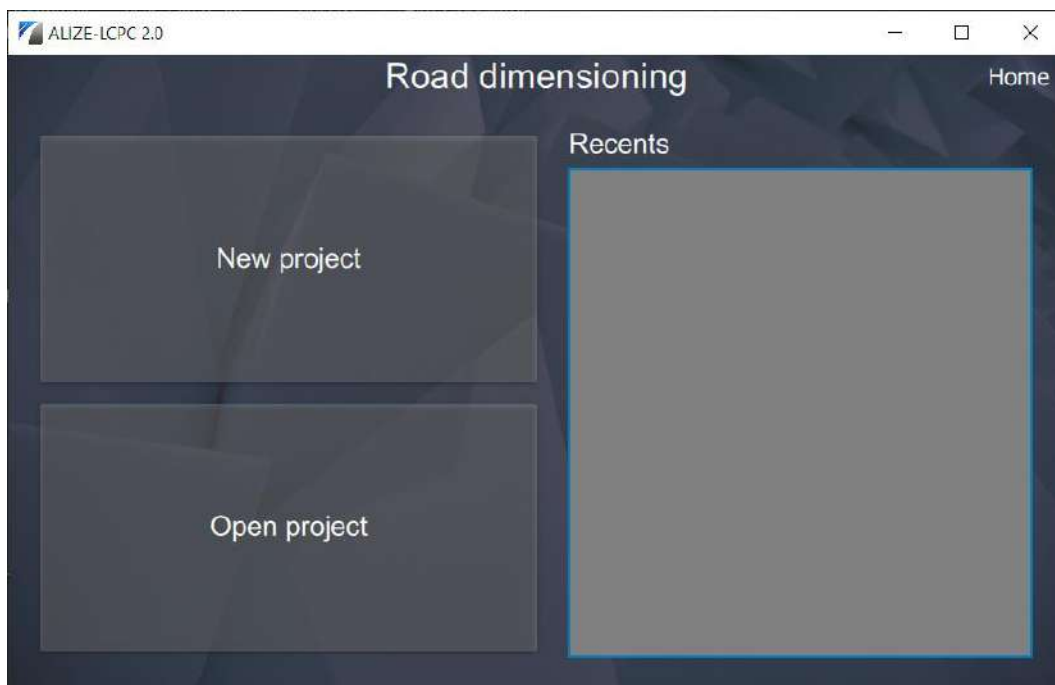 ALIZE-LCPC 2.0
Road dimensioning
Home
Recents
New project
Open project